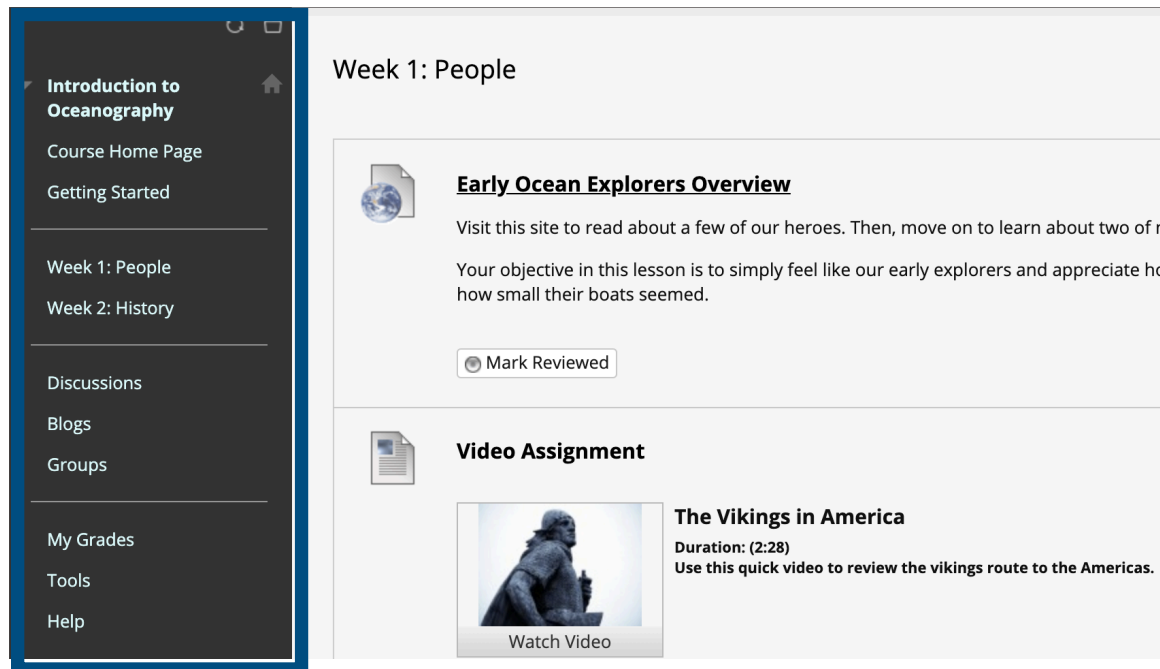 Introduction to
Oceanography
Course Home Page
Getting Started
Week 1: People
Week 2: History
Discussions
Blogs
Groups
My Grades
Tools
Help
Week 1: People
Early Ocean Explorers Overview
Visit this site to read about a few of our heroes. Then, move on to learn about two of
Your objective in this lesson is to simply feel like our early explorers and appreciate
how small their boats seemed.
Mark Reviewed
Video Assignment
The Vikings in America
Duration: (2:28)
Use this quick video to review the vikings route to the Americas.
Watch Video